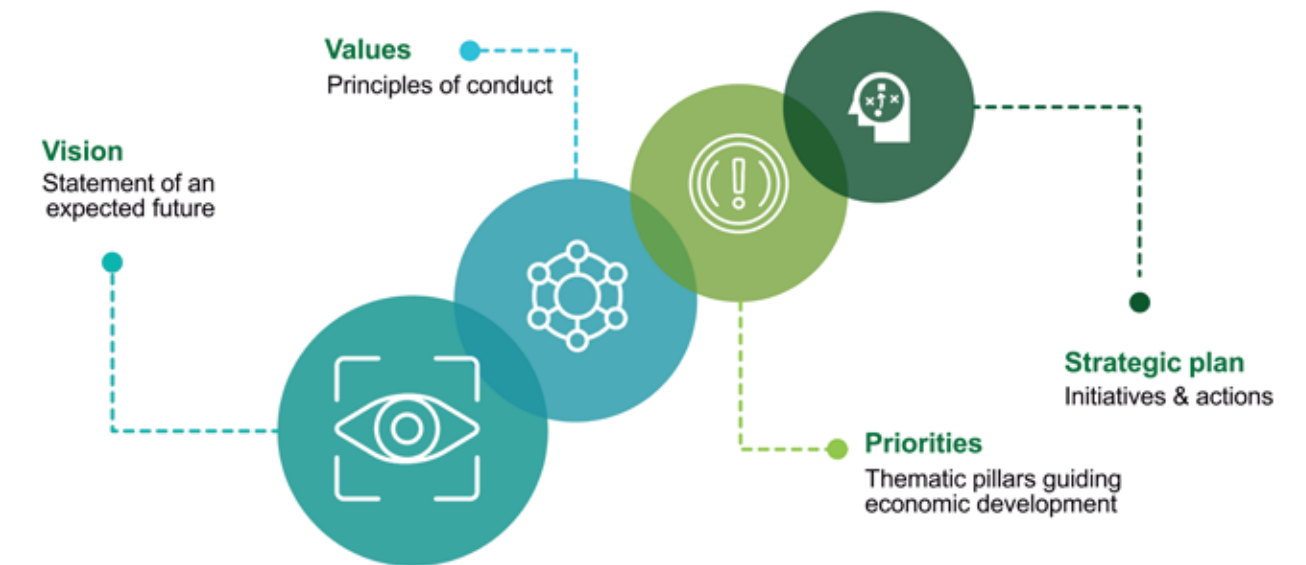 Vision
Statement of an
expected future
Values
Principles of conduct
Priorities
Thematic pillars guiding
economic development
Strategic plan
Initiatives & actions